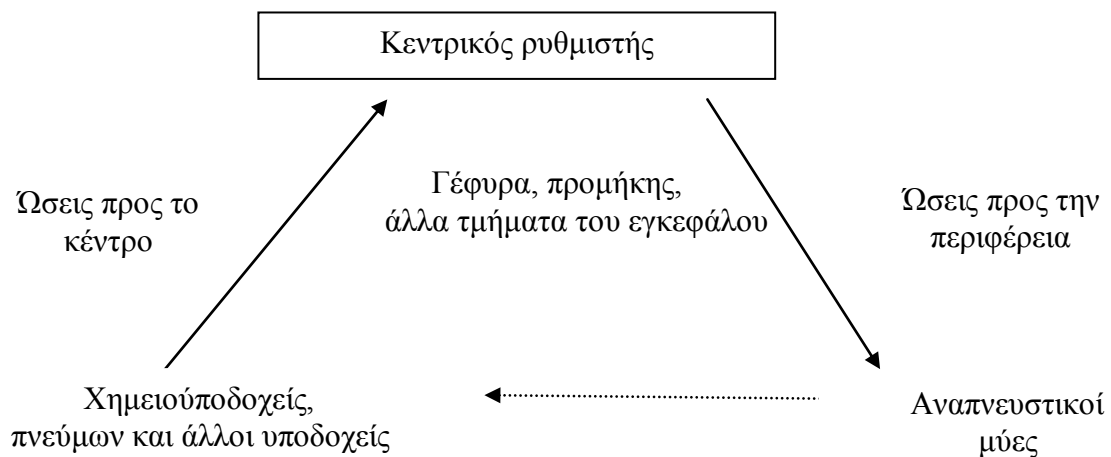 Κεντρικός ρυθμιστής
Γέφυρα, προμήκης,
άλλα τμήματα του εγκεφάλου
Ώσεις προς το
κέντρο
Ώσεις προς την
περιφέρεια
Χημειοϋποδοχείς,
πνεύμων και άλλοι υποδοχείς
Αναπνευστικοί
μύες